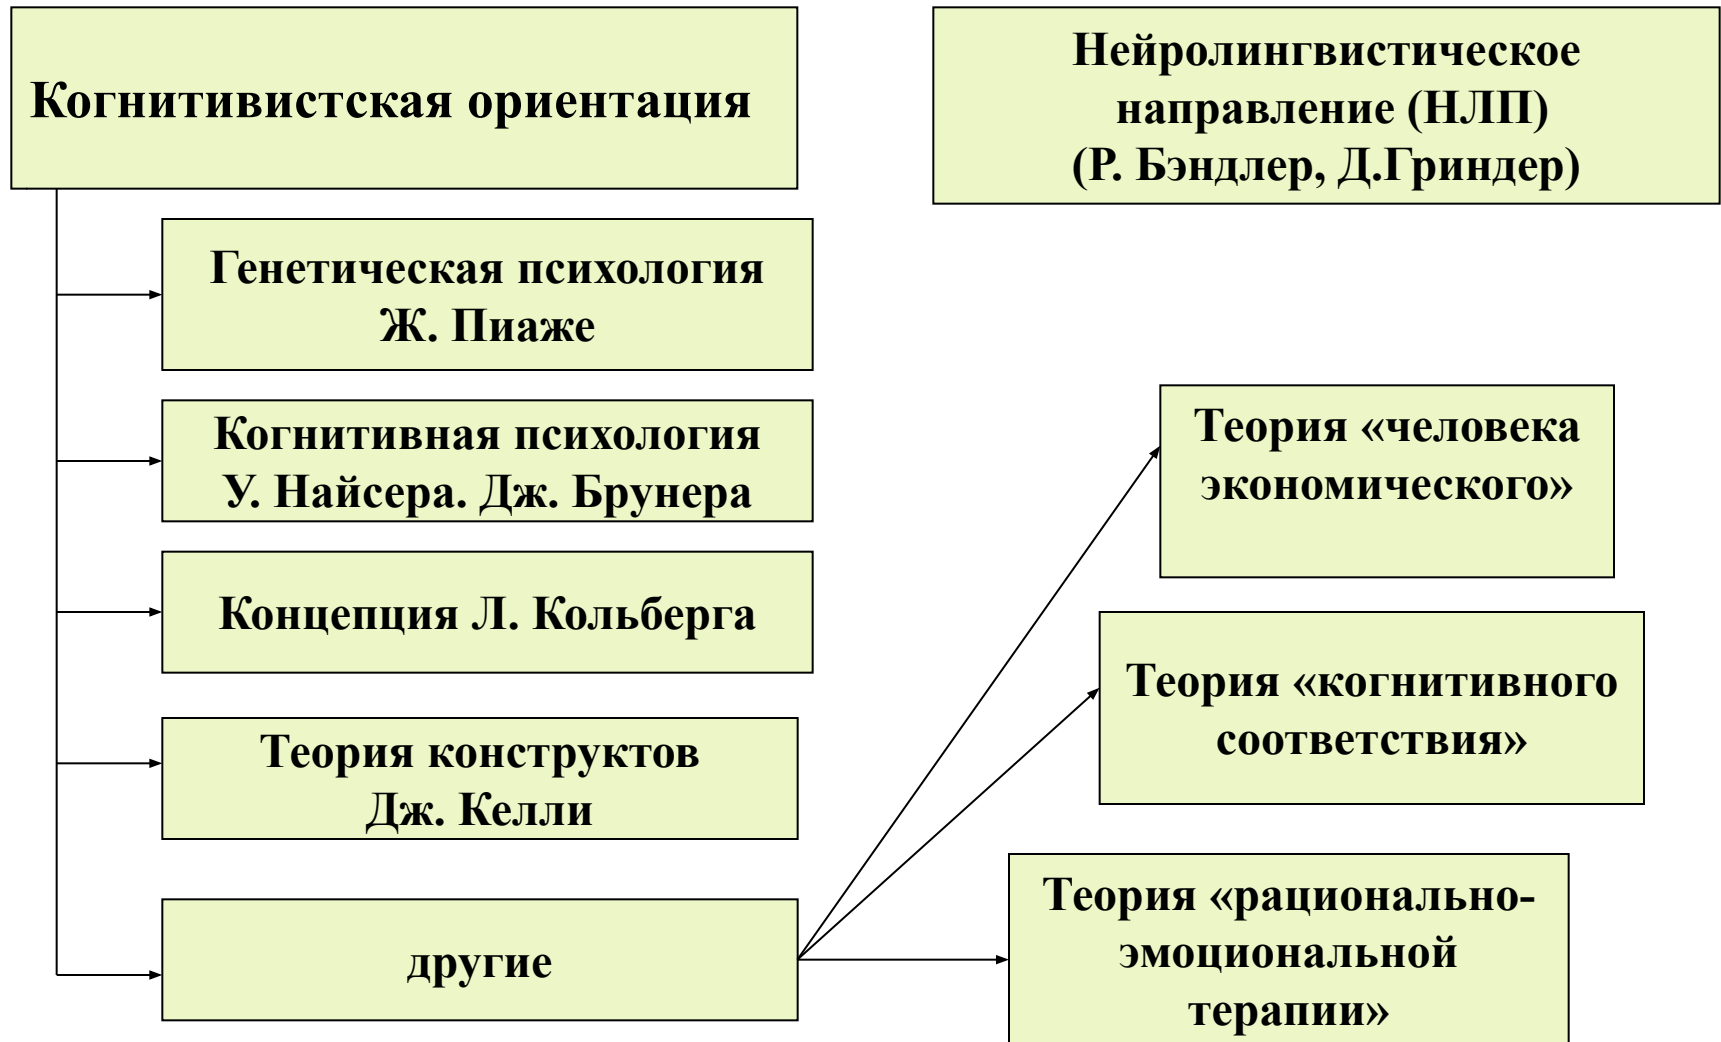 Когнитивистская ориентация
Нейролингвистическое
направление (НЛП)
(Р. Бэндлер, Д.Гриндер)
Генетическая психология
Ж. Пиаже
Когнитивная психология
У. Найсера. Дж. Брунера
Концепция Л. Кольберга
Теория конструктов
Дж. Келли
другие
Теория «человека
экономического»
Теория «когнитивного
соответствия»
Теория «рационально-
эмоциональной
терапии»